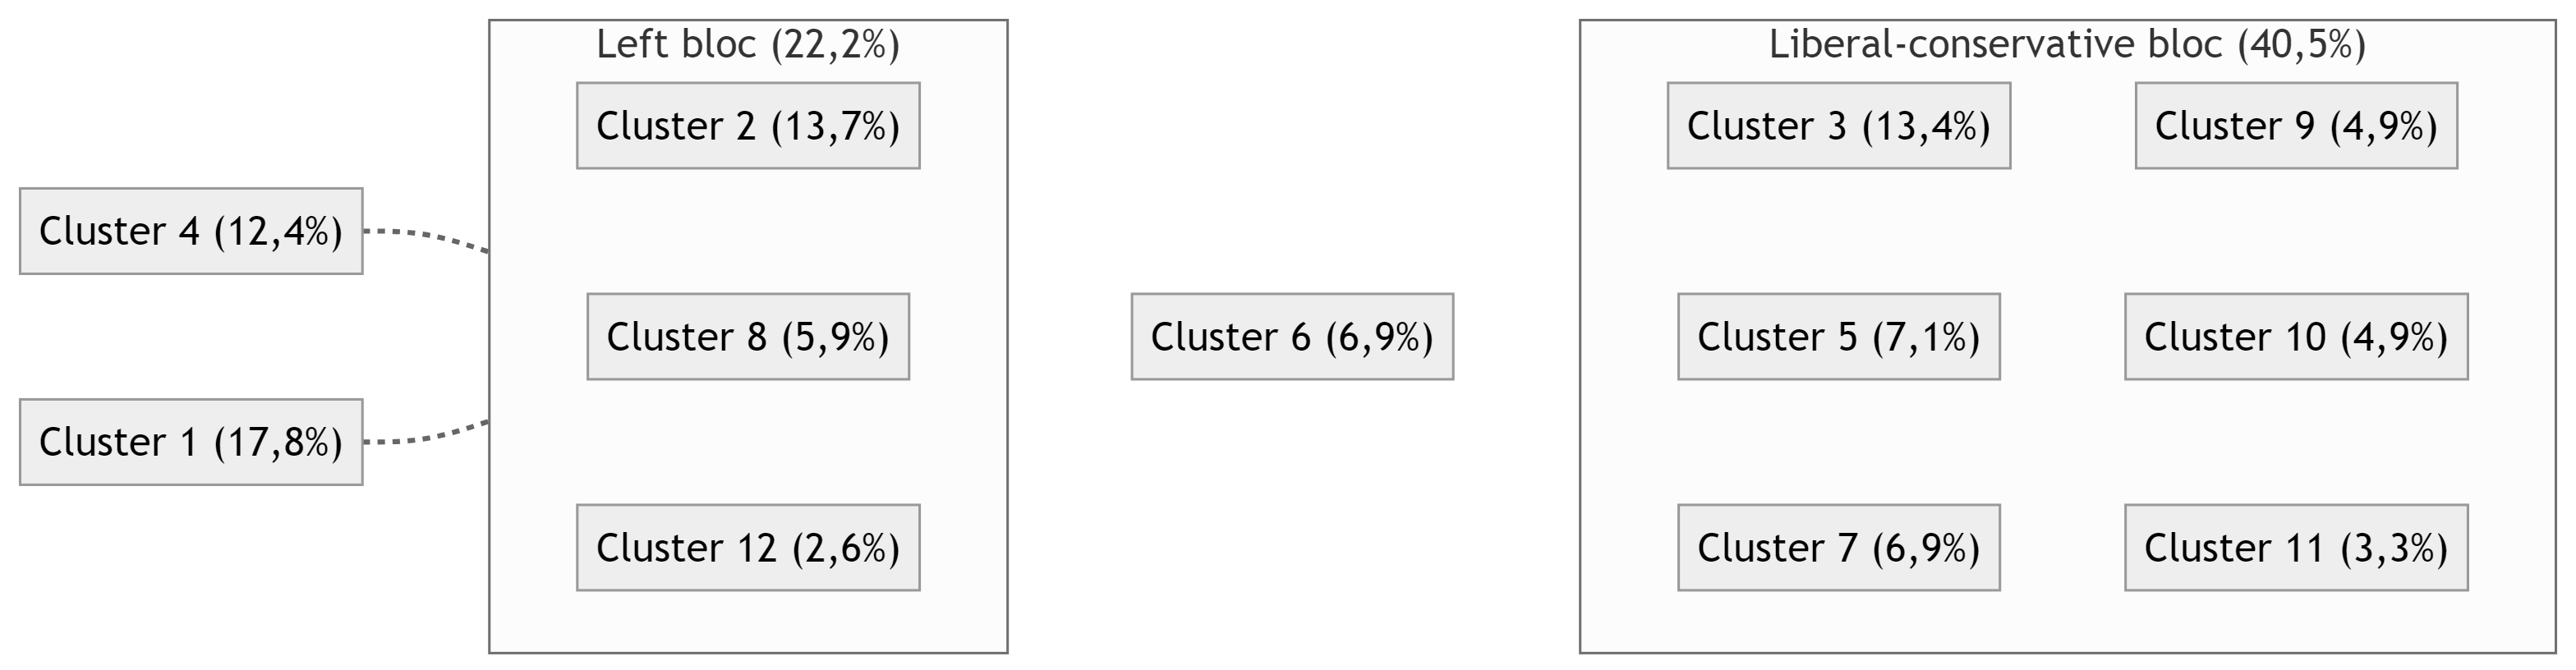 Cluster 4 (12,4%)
Cluster 1 (17,8%)
Left bloc (22,2%)
Cluster 2 (13,7%)
Cluster 8 (5,9%)
Cluster 12 (2,6%)
Cluster 6 (6,9%)
Liberal-conservative bloc (40,5%)
Cluster 3 (13,4%)
Cluster 9 (4,9%)
Cluster 5 (7,1%)
Cluster 10 (4,9%)
Cluster 7 (6,9%)
Cluster 11 (3,3%)